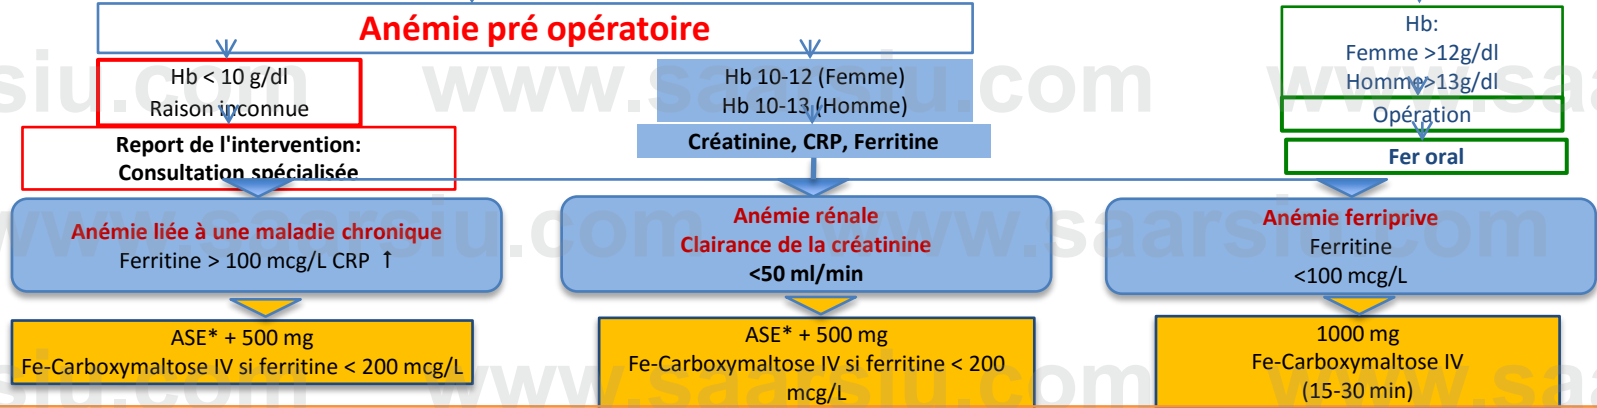 Anémie pré opératoire
Hb < 10 g/dl
Raison inconnue
Report de l'intervention:
Consultation spécialisée
Hb 10-12 (Femme)
Hb 10-13 (Homme)
Créatinine, CRP, Ferritine
Hb:
Femme >12g/dl
Homme>13g/dl
Opération
Fer oral
Anémie liée à une maladie chronique
Ferritine > 100 mcg/L CRP ↑
Anémie rénale
Clairance de la créatinine
<50 ml/min
Anémie ferriprive
Ferritine
<100 mcg/L
ASE* + 500 mg
Fe-Carboxymaltose IV si ferritine < 200 mcg/L
ASE* + 500 mg
Fe-Carboxymaltose IV si ferritine < 200
mcg/L
1000 mg
Fe-Carboxymaltose IV
(15-30 min)
www.saarsiu.com